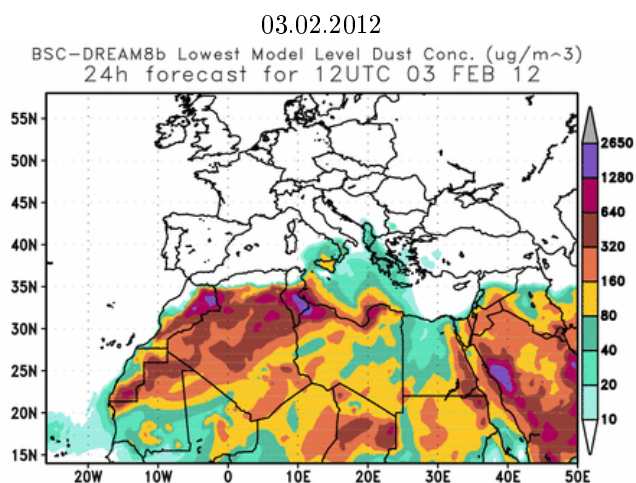 03.02.2012
BSC-DREAM8b Lowest Model Level Dust Conc. (ug/m^3)
24h forecast for 12UTC 03 FEB 12
55N
50N
45N
40N
35N
30N
25N
20N
15N
20W 10W 0 10E 20E 30E 40E 50E
2650
1280
640
320
160
80
40
20
10